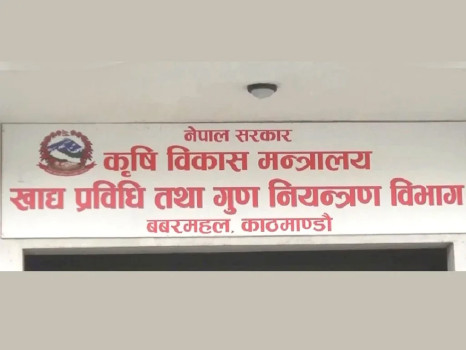 नेपाल सरकार
कृषि विकास मन्त्रालय
खाद्य प्रविधि तथा गुण नियन्त्रण विभाग
बबरमहल, काठमाण्डौ